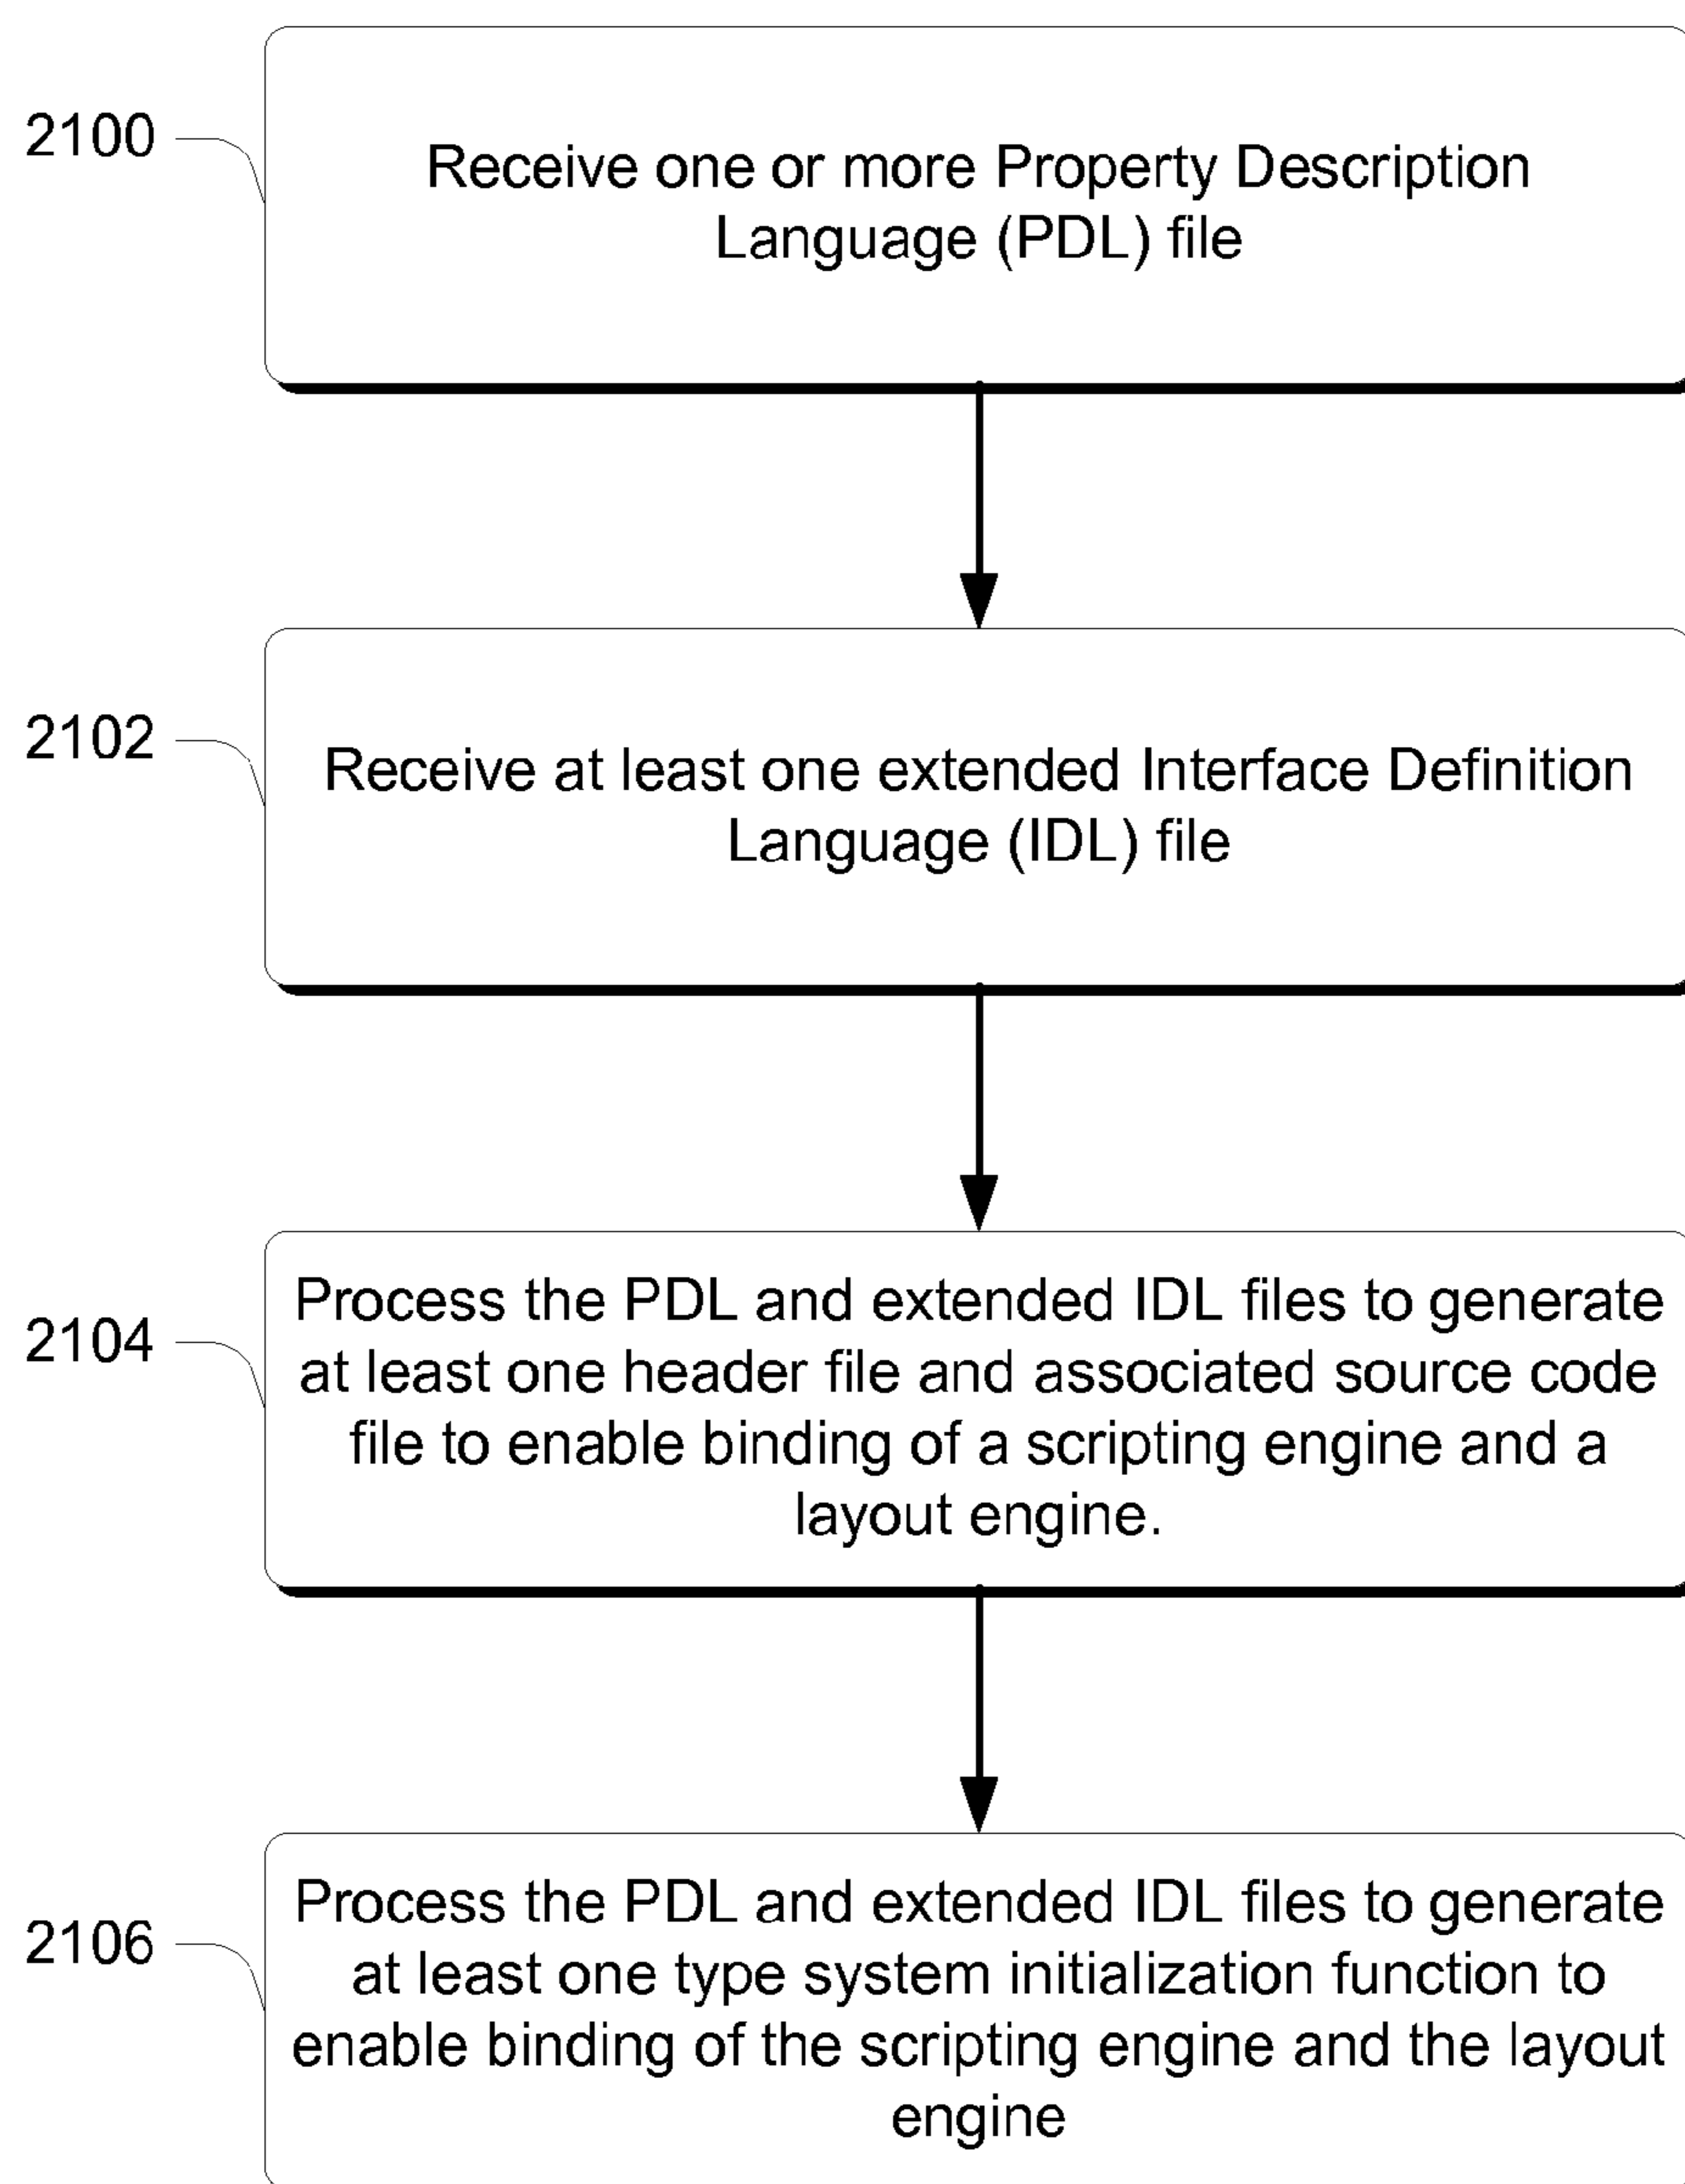 2100
Receive one or more Property Description
Language (PDL) file
2102
Receive at least one extended Interface Definition
Language (IDL) file
2104
Process the PDL and extended IDL files to generate
at least one header file and associated source code
file to enable binding of a scripting engine and a
layout engine.
2106
Process the PDL and extended IDL files to generate
at least one type system initialization function to
enable binding of the scripting engine and the layout
engine